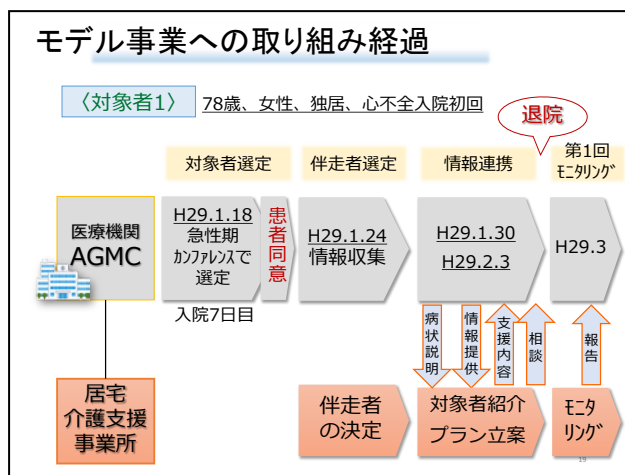 モデル事業への取り組み経過
〈対象者1〉
78歳、女性、独居、心不全入院初回
退院
対象者選定
伴走者選定
情報連携
第1回
ﾓﾆﾀﾘﾝｸﾞ
医療機関
AGMC
H29.1.18
急性期
ｶﾝﾌｧﾚﾝｽで
選定
患者同意
H29.1.24
情報収集
H29.1.30
H29.2.3
H29.3
入院7日目
病状説明
情報提供
支援内容
相談
報告
居宅
介護支援
事業所
伴走者
の決定
対象者紹介
プラン立案
ﾓﾆﾀ
ﾘﾝｸﾞ
19